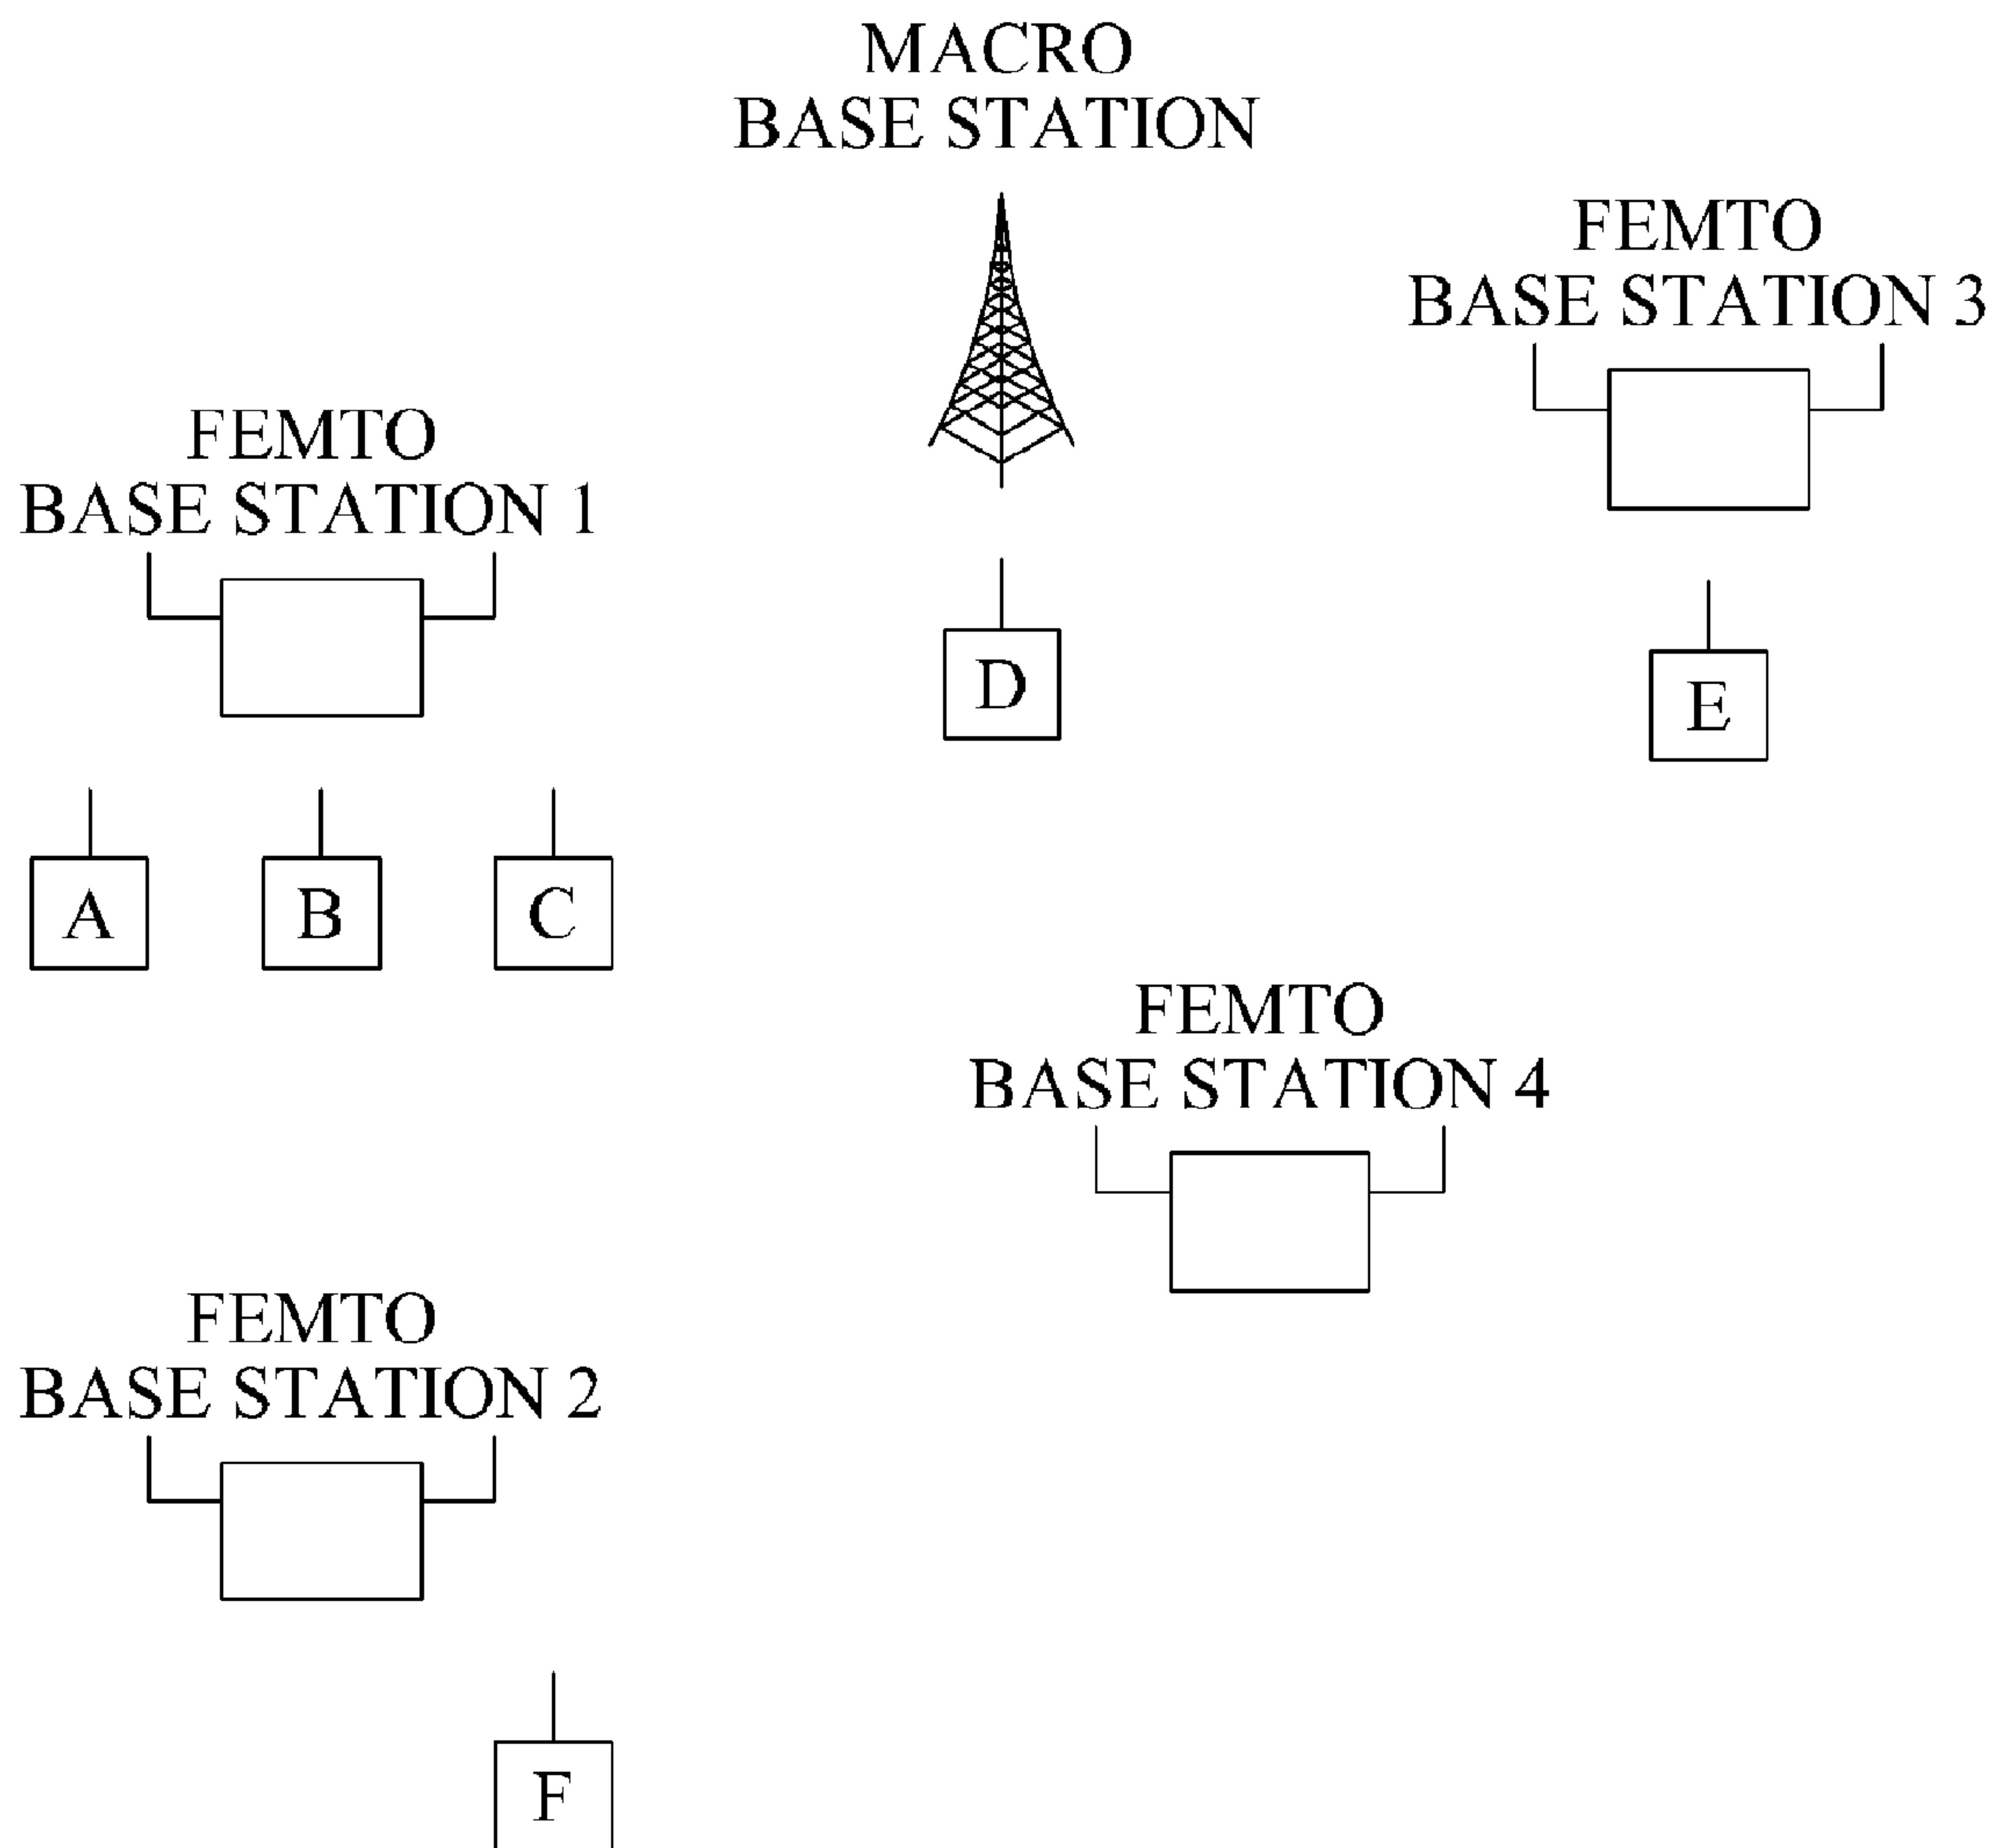 MACRO
BASE STATION
FEMTO
BASE STATION 3
FEMTO
BASE STATION 1
D
E
A
B
C
FEMTO
BASE STATION 4
FEMTO
BASE STATION 2
F